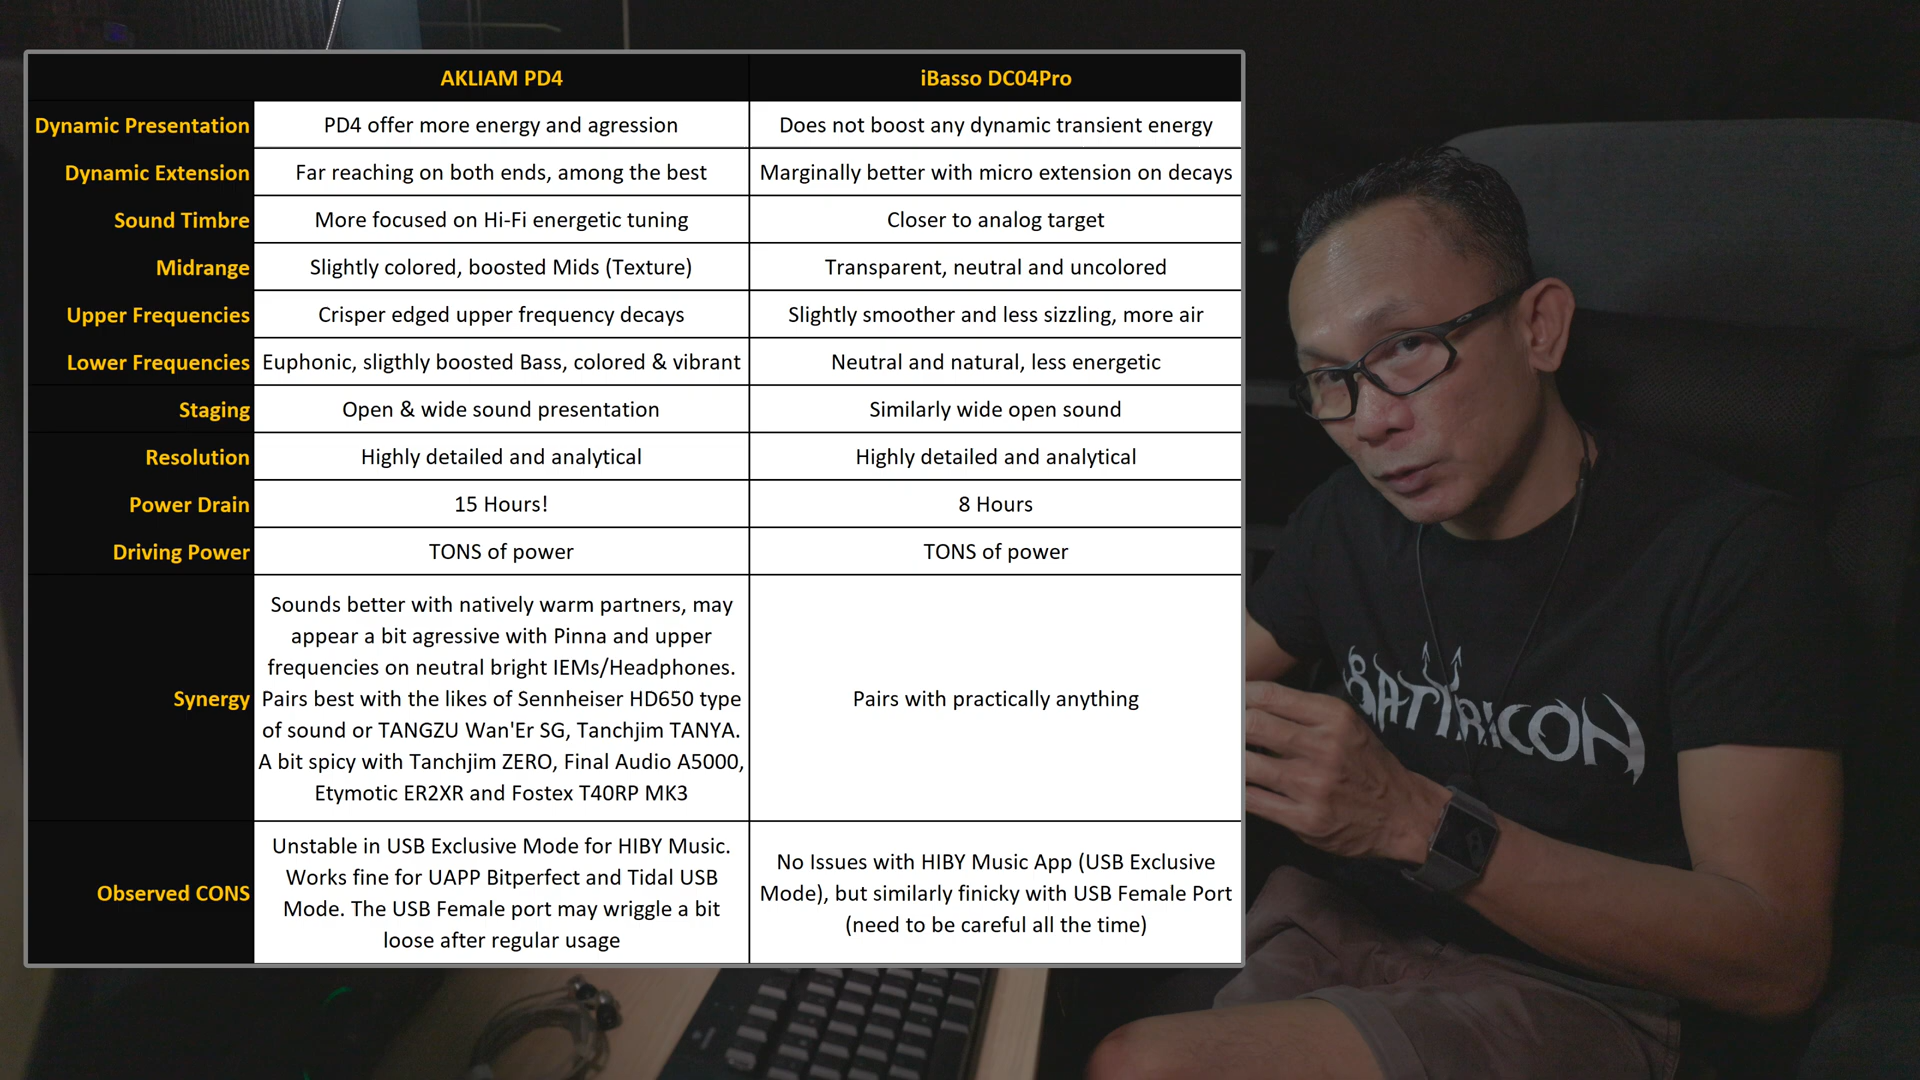 AKLIAM PD4 iBasso DC04Pro
Dynamic Presentation PD4 offer more energy and agression Does not boost any dynamic transient energy
Dynamic Extension Far reaching on both ends, among the best Marginally better with micro extension on decays
Sound Timbre More focused on Hi-Fi energetic tuning Closer to analog target
Midrange Slightly colored, boosted Mids (Texture) Transparent, neutral and uncolored
Upper Frequencies Crisper edged upper frequency decays Slightly smoother and less sizzling, more air
Lower Frequencies Euphonic, sligthly boosted Bass, colored & vibrant Neutral and natural, less energetic
Staging Open & wide sound presentation Similarly wide open sound
Resolution Highly detailed and analytical Highly detailed and analytical
Power Drain 15 Hours! 8 Hours
Driving Power TONS of power TONS of power
Synergy
Sounds better with natively warm partners, may
appear a bit agressive with Pinna and upper
frequencies on neutral bright IEMs/Headphones.
Pairs best with the likes of Sennheiser HD650 type
of sound or TANGZU Wan'Er SG, Tanchjim TANYA.
A bit spicy with Tanchjim ZERO, Final Audio A5000,
Etymotic ER2XR and Fostex T40RP MK3
Pairs with practically anything
Observed CONS
Unstable in USB Exclusive Mode for HIBY Music.
Works fine for UAPP Bitperfect and Tidal USB
Mode. The USB Female port may wriggle a bit
loose after regular usage
No Issues with HIBY Music App (USB Exclusive
Mode), but similarly finicky with USB Female Port
(need to be careful all the time)
SATYRICON